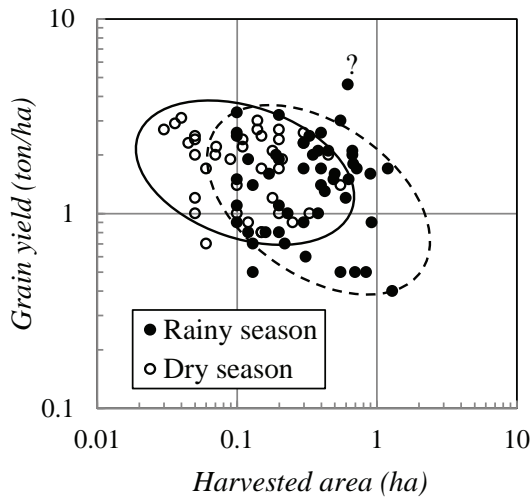 10
?
1
0.1
Grain yield (ton/ha)
Rainy season
Dry season
0.01
0.1
1
10
Harvested area (ha)